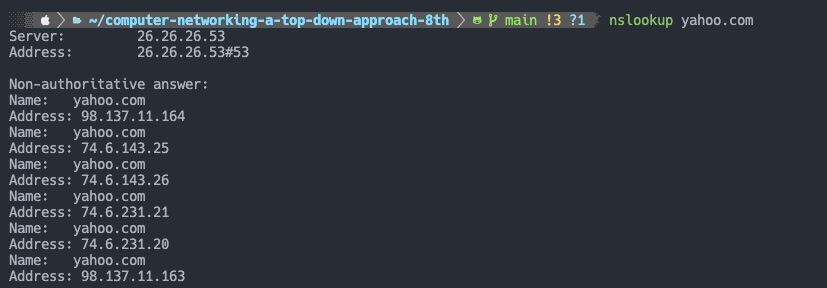 ~/computer-networking-a-top-down-approach-8th main !3 ?1 nslookup yahoo.com
Server: 26.26.26.53
Address: 26.26.26.53#53
Non-authoritative answer:
Name: yahoo.com
Address: 98.137.11.164
Name: yahoo.com
Address: 74.6.143.25
Name: yahoo.com
Address: 74.6.143.26
Name: yahoo.com
Address: 74.6.231.21
Name: yahoo.com
Address: 74.6.231.20
Name: yahoo.com
Address: 98.137.11.163